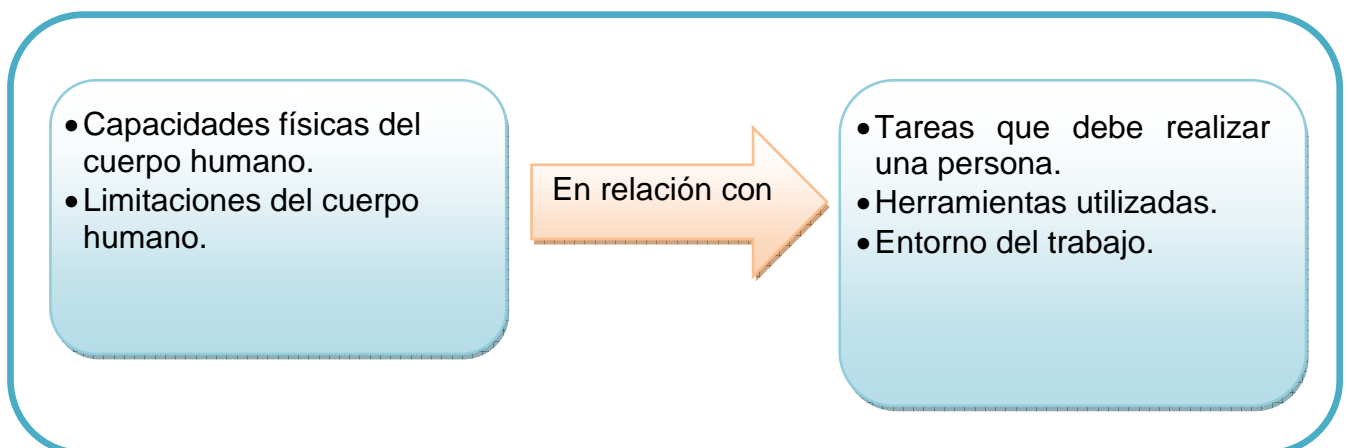 •Capacidades físicas del
cuerpo humano.
•Limitaciones del cuerpo
humano.
En relación con
•Tareas que debe realizar
una persona.
•Herramientas utilizadas.
•Entorno del trabajo.